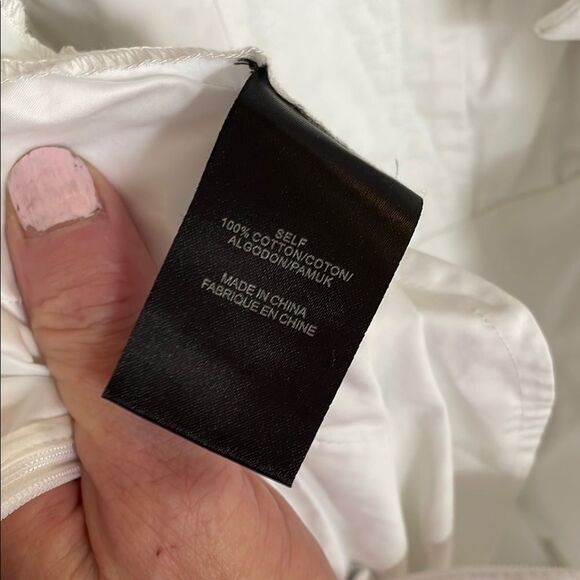 SELF
100% COTTON/COTON/
ALGODON/PAMUK
MADE IN CHINA
FABRIQUE EN CHINE